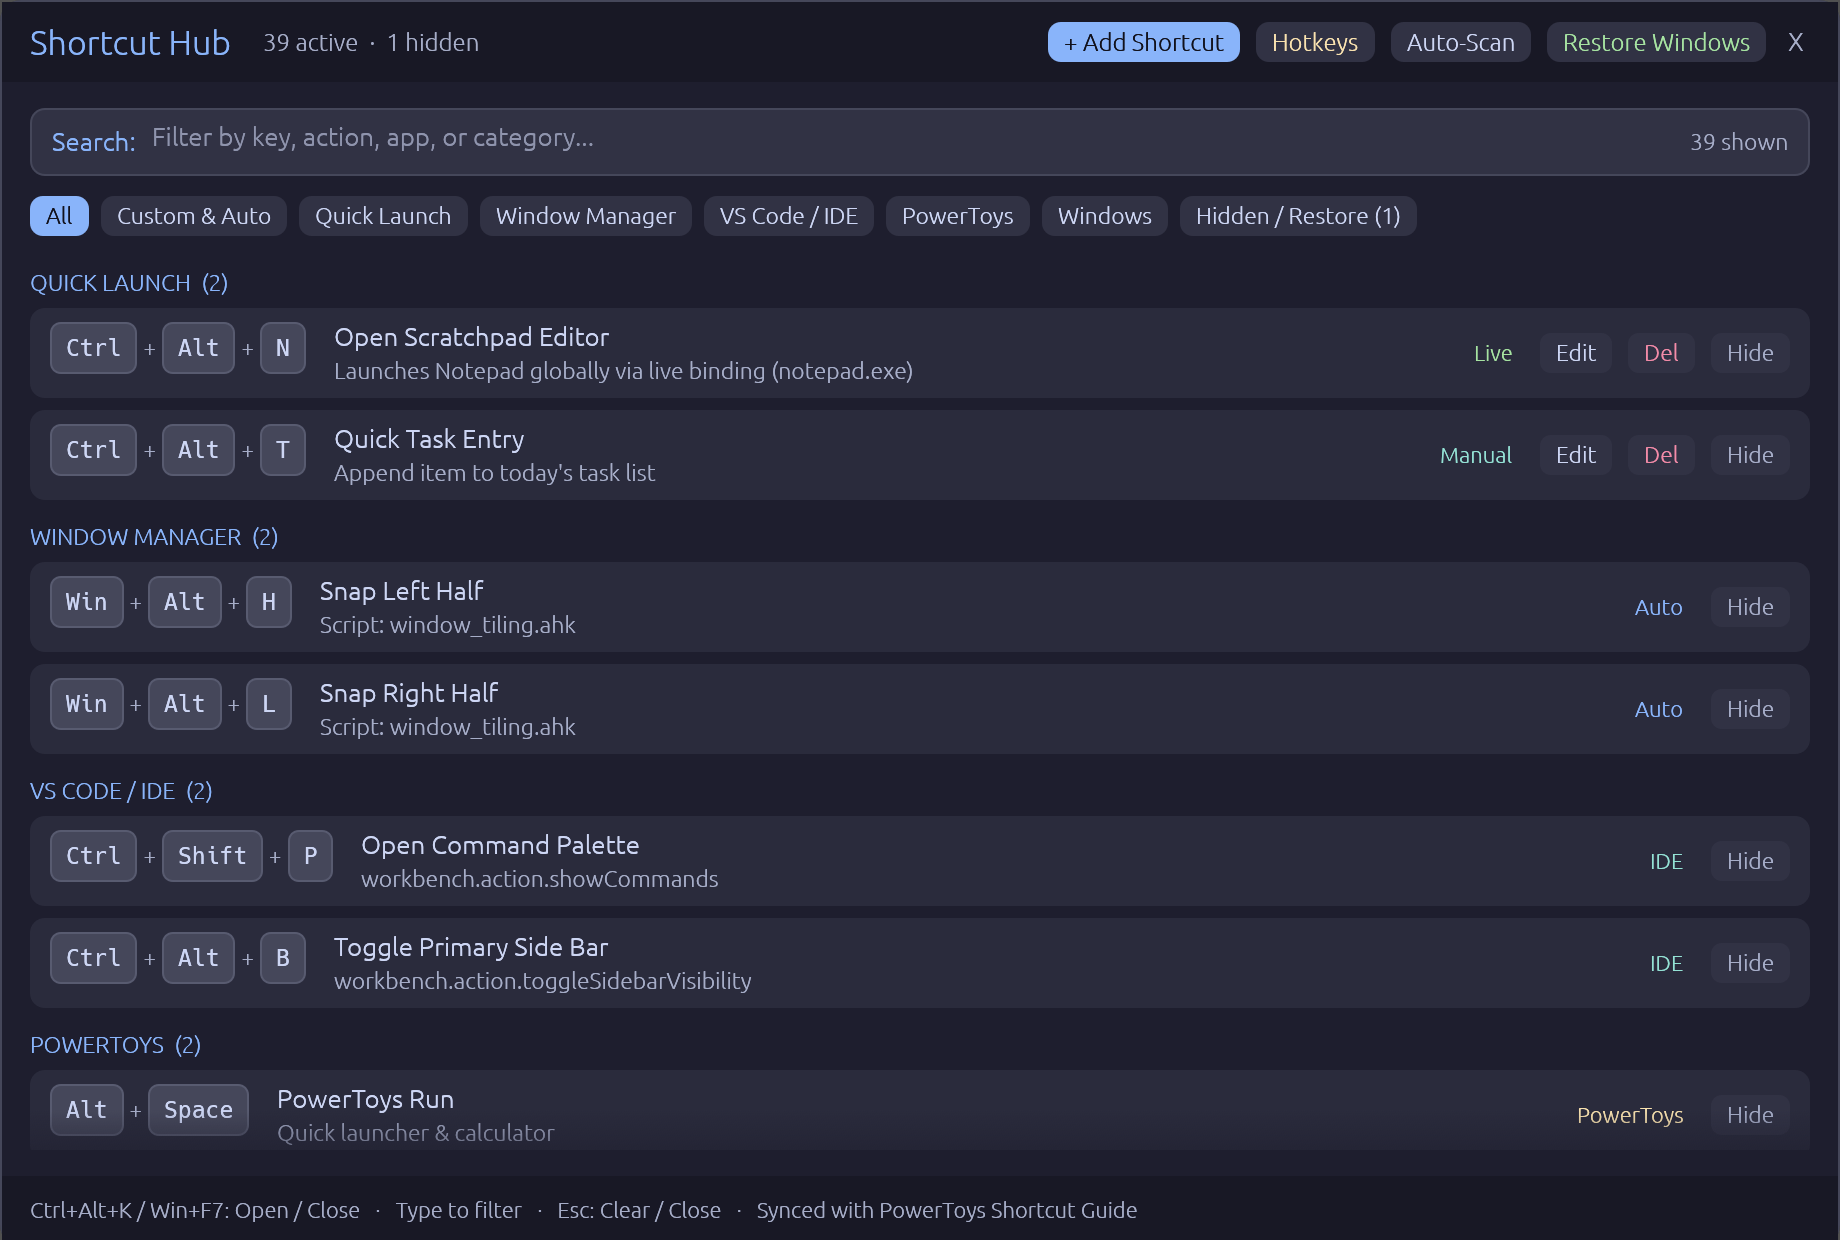 Shortcut Hub 39 active · 1 hidden + Add Shortcut Hotkeys Auto-Scan Restore Windows X
Search: Filter by key, action, app, or category... 39 shown
All Custom & Auto Quick Launch Window Manager VS Code / IDE PowerToys Windows Hidden / Restore (1)
QUICK LAUNCH (2)
Ctrl + Alt + N Open Scratchpad Editor
Launches Notepad globally via live binding (notepad.exe)
Live Edit Del Hide
Ctrl + Alt + T Quick Task Entry
Append item to today's task list
Manual Edit Del Hide
WINDOW MANAGER (2)
Win + Alt + H Snap Left Half
Script: window_tiling.ahk
Auto Hide
Win + Alt + L Snap Right Half
Script: window_tiling.ahk
Auto Hide
VS CODE / IDE (2)
Ctrl + Shift + P Open Command Palette
workbench.action.showCommands
IDE Hide
Ctrl + Alt + B Toggle Primary Side Bar
workbench.action.toggleSidebarVisibility
IDE Hide
POWERTOYS (2)
Alt + Space PowerToys Run
Quick launcher & calculator
PowerToys Hide
Ctrl+Alt+K / Win+F7: Open / Close · Type to filter · Esc: Clear / Close · Synced with PowerToys Shortcut Guide